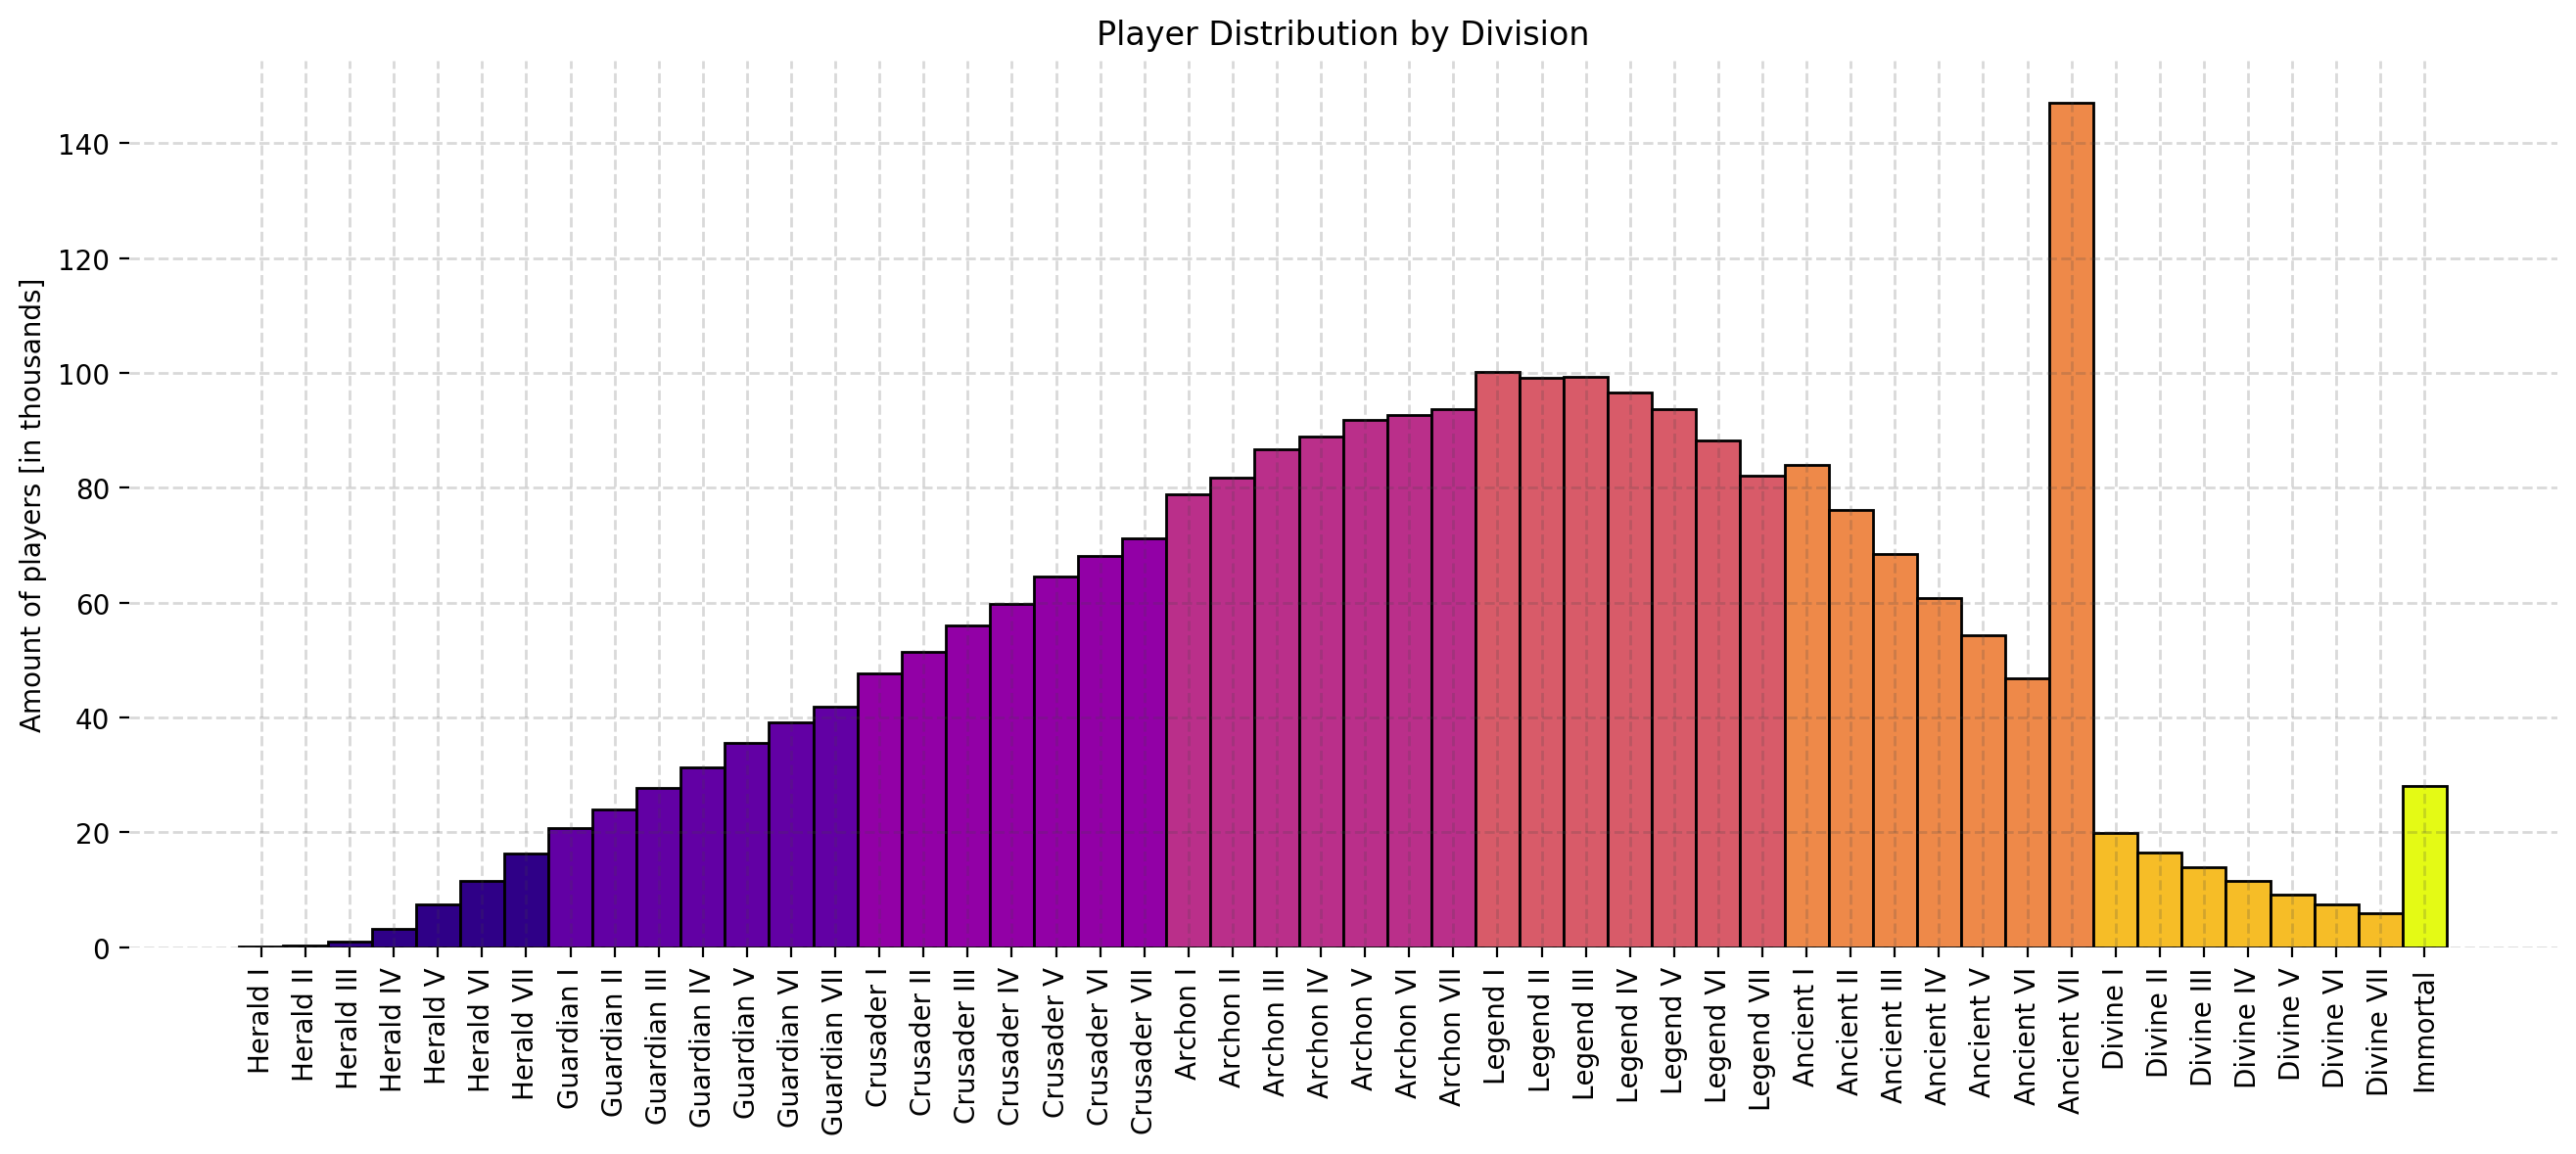 Player Distribution by Division
Amount of players [in thousands]
140
120
100
80
60
40
20
0
Herald I
Herald II
Herald III
Herald IV
Herald V
Herald VI
Herald VII
Guardian I
Guardian II
Guardian III
Guardian IV
Guardian V
Guardian VI
Guardian VII
Crusader I
Crusader II
Crusader III
Crusader IV
Crusader V
Crusader VI
Crusader VII
Archon I
Archon II
Archon III
Archon IV
Archon V
Archon VI
Archon VII
Legend I
Legend II
Legend III
Legend IV
Legend V
Legend VI
Legend VII
Ancient I
Ancient II
Ancient III
Ancient IV
Ancient V
Ancient VI
Ancient VII
Divine I
Divine II
Divine III
Divine IV
Divine V
Divine VI
Divine VII
Immortal